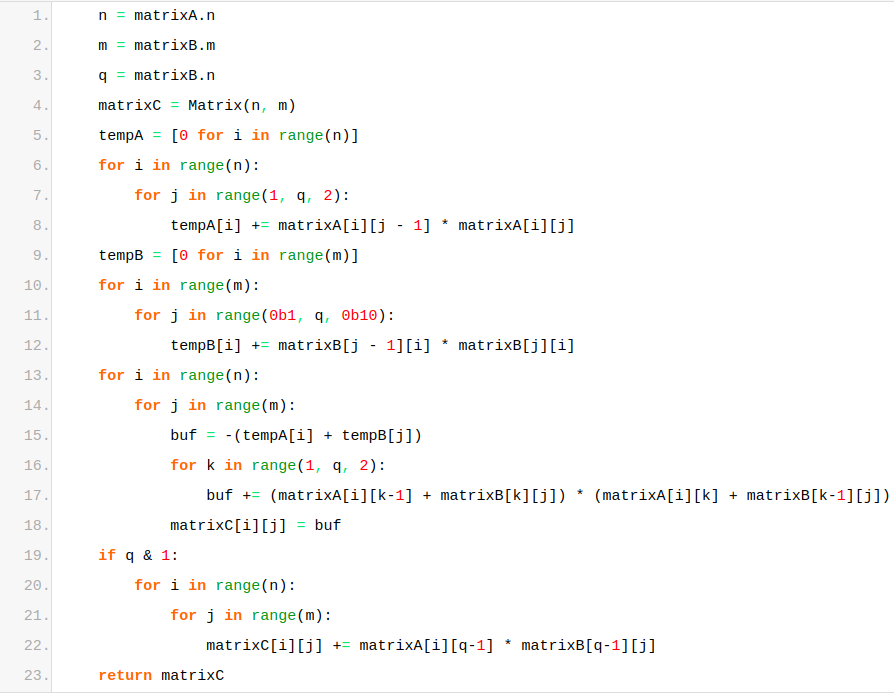 1. n = matrixA.n
2. m = matrixB.m
3. q = matrixB.n
4. matrixC = Matrix(n, m)
5. tempA = [0 for i in range(n)]
6. for i in range(n):
7. for j in range(1, q, 2):
8. tempA[i] += matrixA[i][j - 1] * matrixA[i][j]
9. tempB = [0 for i in range(m)]
10. for i in range(m):
11. for j in range(0b1, q, 0b10):
12. tempB[i] += matrixB[j - 1][i] * matrixB[j][i]
13. for i in range(n):
14. for j in range(m):
15. buf = -(tempA[i] + tempB[j])
16. for k in range(1, q, 2):
17. buf += (matrixA[i][k-1] + matrixB[k][j]) * (matrixA[i][k] + matrixB[k-1][j])
18. matrixC[i][j] = buf
19. if q & 1:
20. for i in range(n):
21. for j in range(m):
22. matrixC[i][j] += matrixA[i][q-1] * matrixB[q-1][j]
23. return matrixC